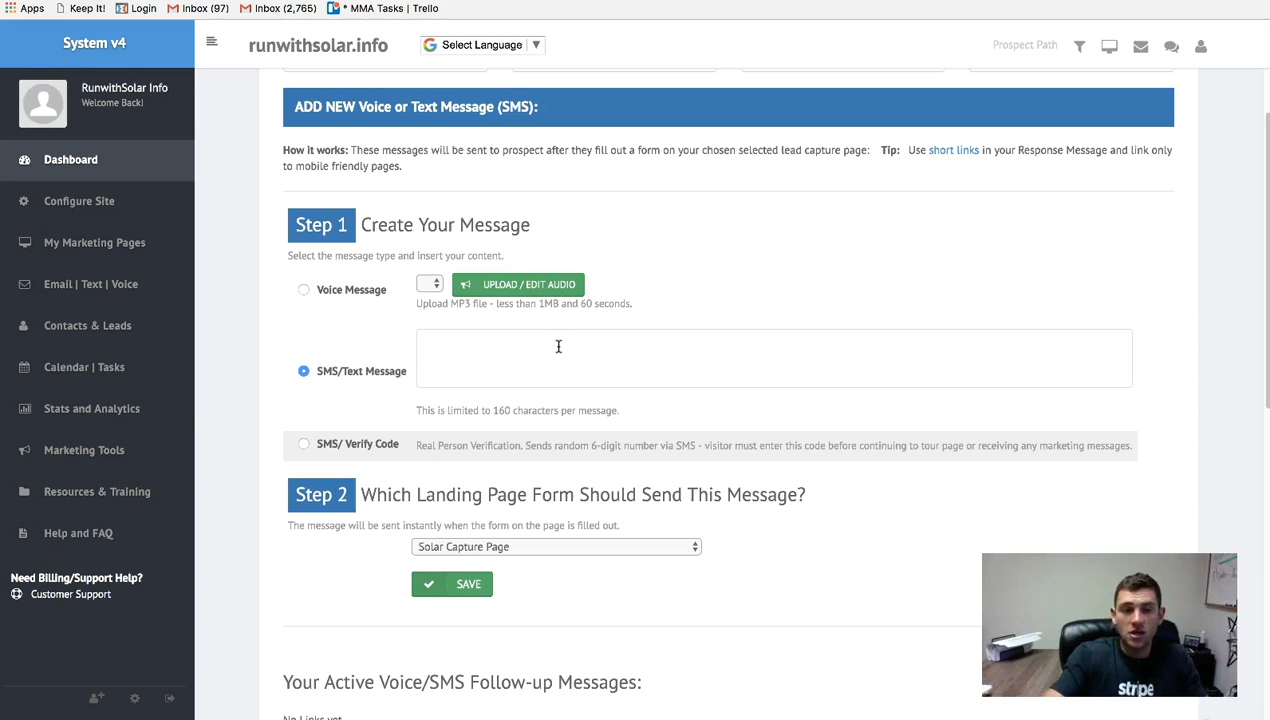 Apps Keep It! Login Inbox (97) Inbox (2,765) * MMA Tasks | Trello
System v4
runwithsolar.info
Select Language
Prospect Path
RunwithSolar Info
Welcome Back!
Dashboard
Configure Site
My Marketing Pages
Email | Text | Voice
Contacts & Leads
Calendar | Tasks
Stats and Analytics
Marketing Tools
Resources & Training
Help and FAQ
Need Billing/Support Help?
Customer Support
ADD NEW Voice or Text Message (SMS):
How it works: These messages will be sent to prospect after they fill out a form on your chosen selected lead capture page: Tip: Use short links in your Response Message and link only
to mobile friendly pages.
Step 1 Create Your Message
Select the message type and insert your content.
Voice Message
UPLOAD / EDIT AUDIO
Upload MP3 file - less than 1MB and 60 seconds.
SMS/Text Message
This is limited to 160 characters per message.
SMS/ Verify Code Real Person Verification. Sends random 6-digit number via SMS - visitor must enter this code before continuing to tour page or receiving any marketing messages.
Step 2 Which Landing Page Form Should Send This Message?
The message will be sent instantly when the form on the page is filled out.
Solar Capture Page
SAVE
Your Active Voice/SMS Follow-up Messages:
No Links yet
stripe